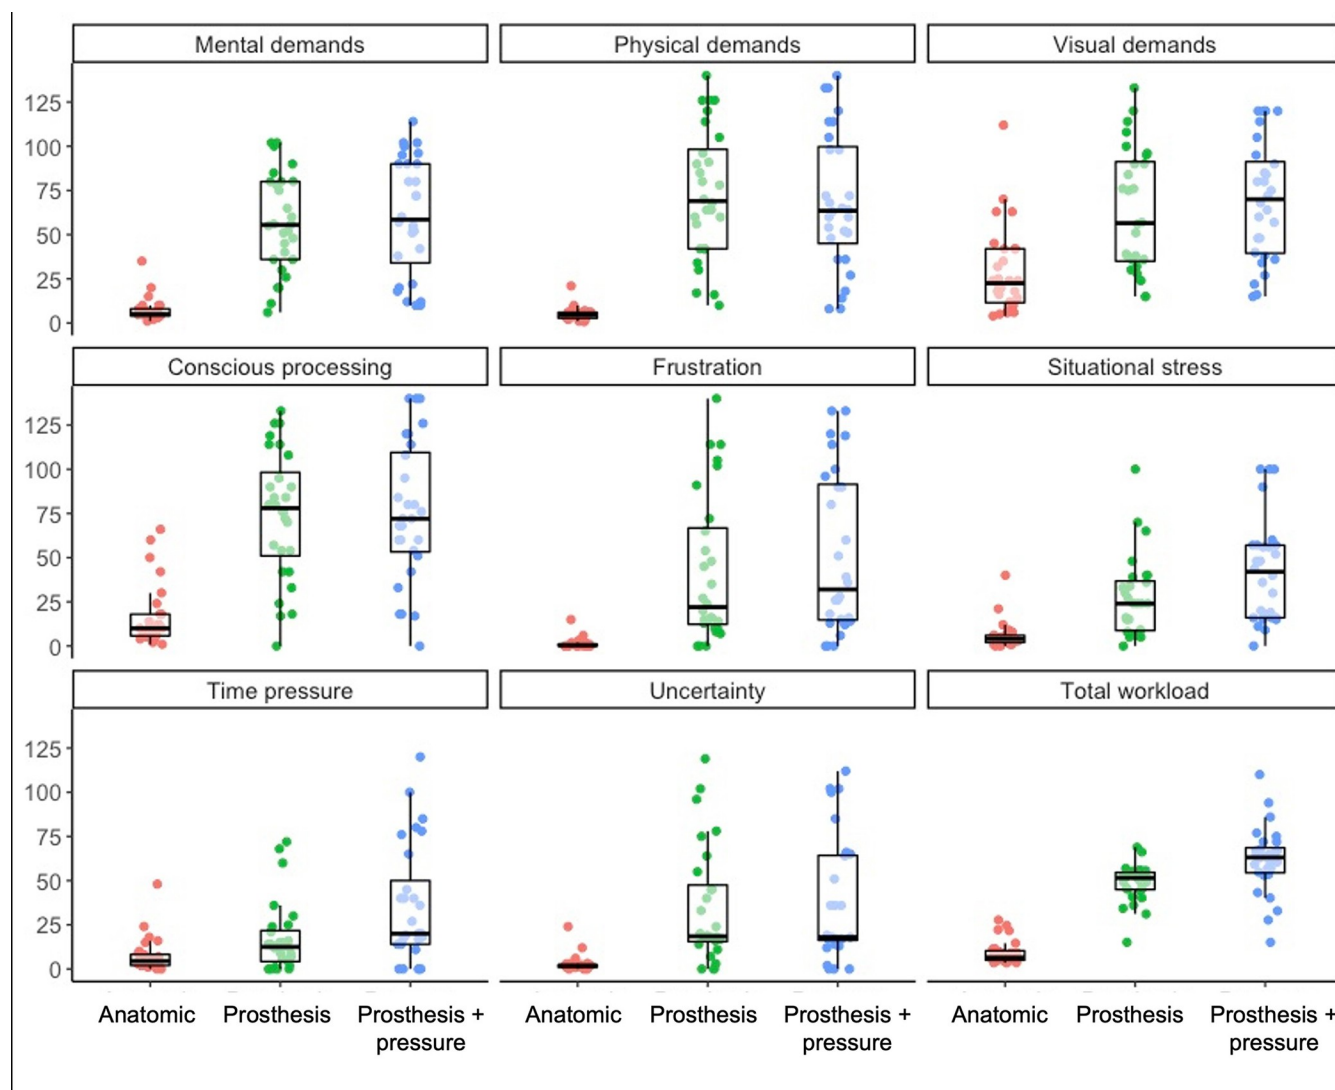 Mental demands
Physical demands
Visual demands
125
100
75
50
25
0
Conscious processing
Frustration
Situational stress
125
100
75
50
25
0
Time pressure
Uncertainty
Total workload
125
100
75
50
25
0
Anatomic Prosthesis Prosthesis + pressure
Anatomic Prosthesis Prosthesis + pressure
Anatomic Prosthesis Prosthesis + pressure